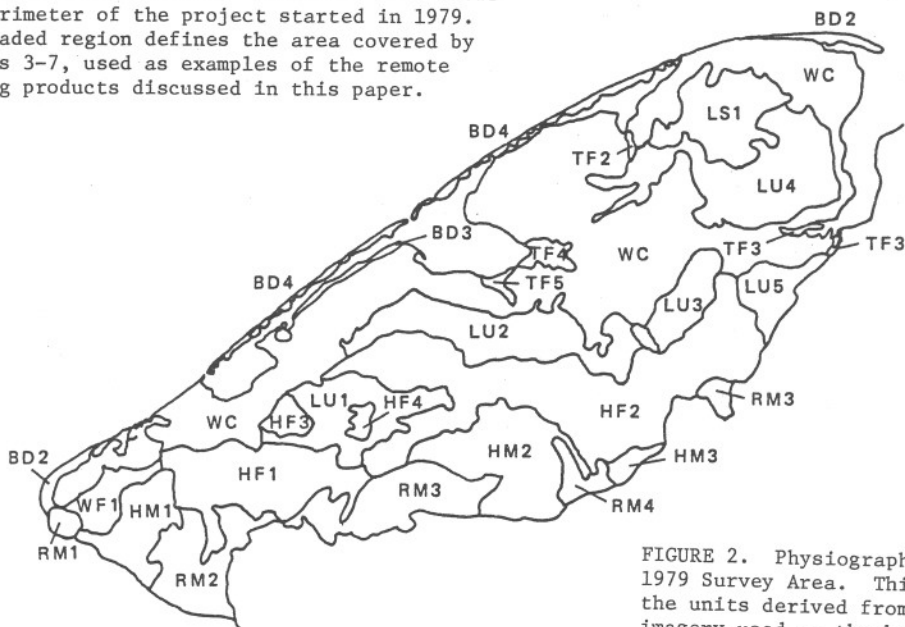 rimeter of the project started in 1979.
aded region defines the area covered by
s 3-7, used as examples of the remote
g products discussed in this paper.
BD2
WC
LS1
BD4
TF2
LU4
BD3
TF4
WC
TF3
TF3
BD4
TF5
LU5
LU3
LU2
LU1
HF4
RM3
HF2
WC
HF3
HM2
HM3
BD2
HF1
RM3
WF1
HM1
RM4
RM1
RM2
FIGURE 2. Physiograph
1979 Survey Area. Thi
the units derived from